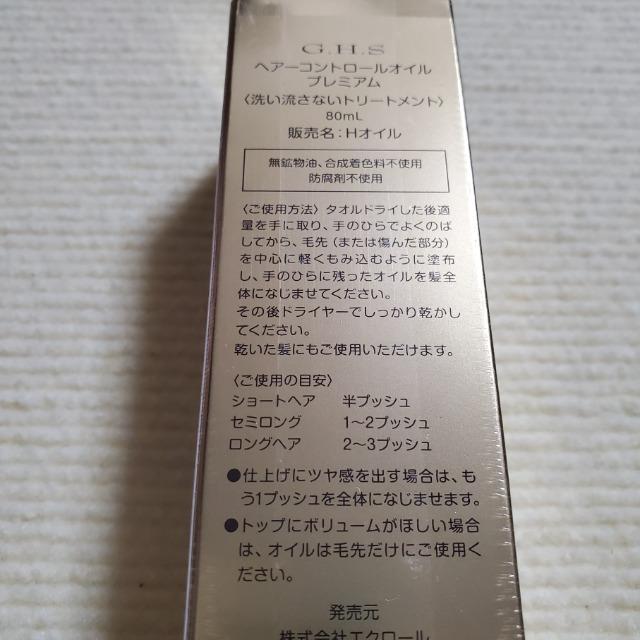 G.H.S
ヘアーコントロールオイル
プレミアム
〈洗い流さないトリートメント〉
80mL
販売名：Hオイル
無鉱物油、合成着色料不使用
防腐剤不使用
〈ご使用方法〉タオルドライした後適
量を手に取り、手のひらでよくのば
してから、毛先（または傷んだ部分）
を中心に軽くもみ込むように塗布
し、手のひらに残ったオイルを髪全
体になじませてください。
その後ドライヤーでしっかり乾かし
てください。
乾いた髪にもご使用いただけます。
〈ご使用の目安〉
ショートヘア 半プッシュ
セミロング 1〜2プッシュ
ロングヘア 2〜3プッシュ
●仕上げにツヤ感を出す場合は、も
う1プッシュを全体になじませます。
●トップにボリュームがほしい場合
は、オイルは毛先だけにご使用く
ださい。
発売元
株式会社エクロール